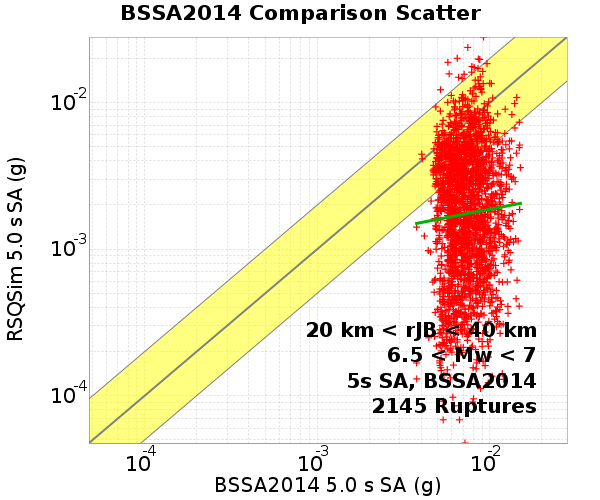 BSSA2014 Comparison Scatter
RSQSim 5.0 s SA (g)
10-2
10-3
10-4
20 km < rJB < 40 km
6.5 < Mw < 7
5s SA, BSSA2014
2145 Ruptures
10-4 10-3 10-2
BSSA2014 5.0 s SA (g)